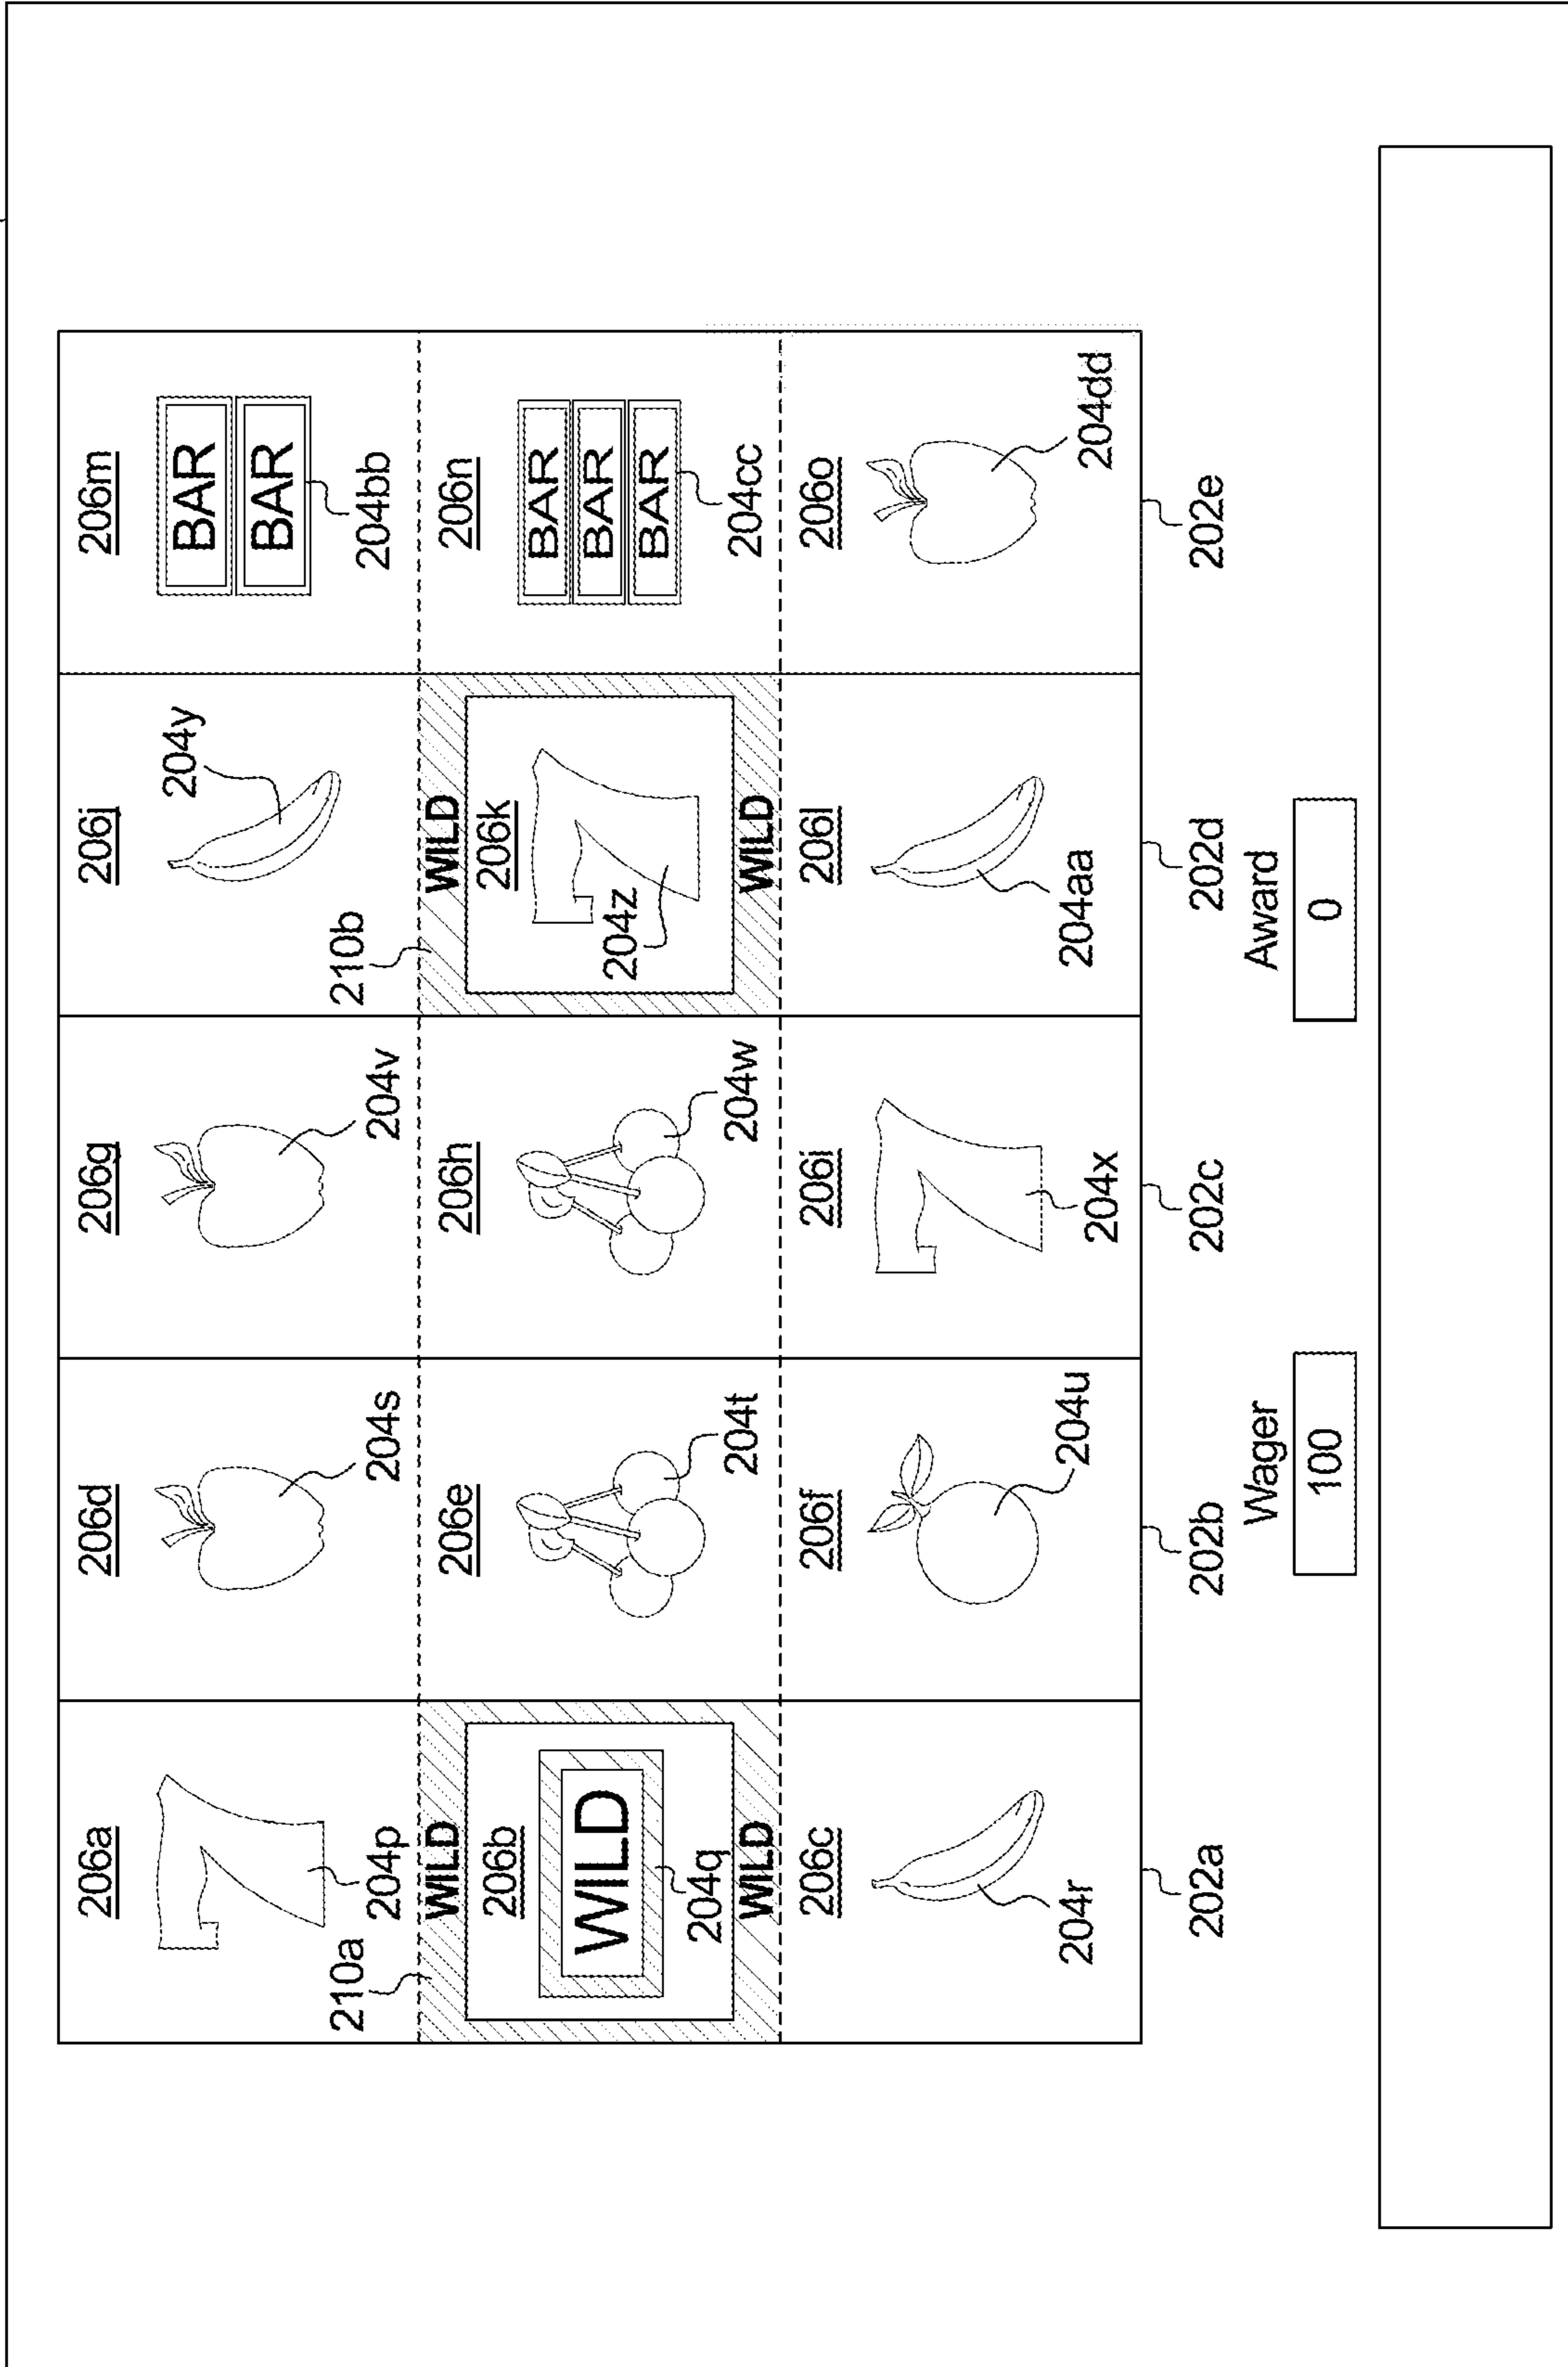 206a 206d 206g 206j 206m
BAR
BAR
204p 204s 204v 204y 204bb
210a 210b
WILD WILD
206b 206e 206h 206k 206n
WILD BAR
BAR
BAR
204q 204t 204w 204z 204cc
WILD WILD
206c 206f 206i 206l 206o
204r 204u 204x 204aa 204dd
202a 202b 202c 202d 202e
Wager Award
100 0